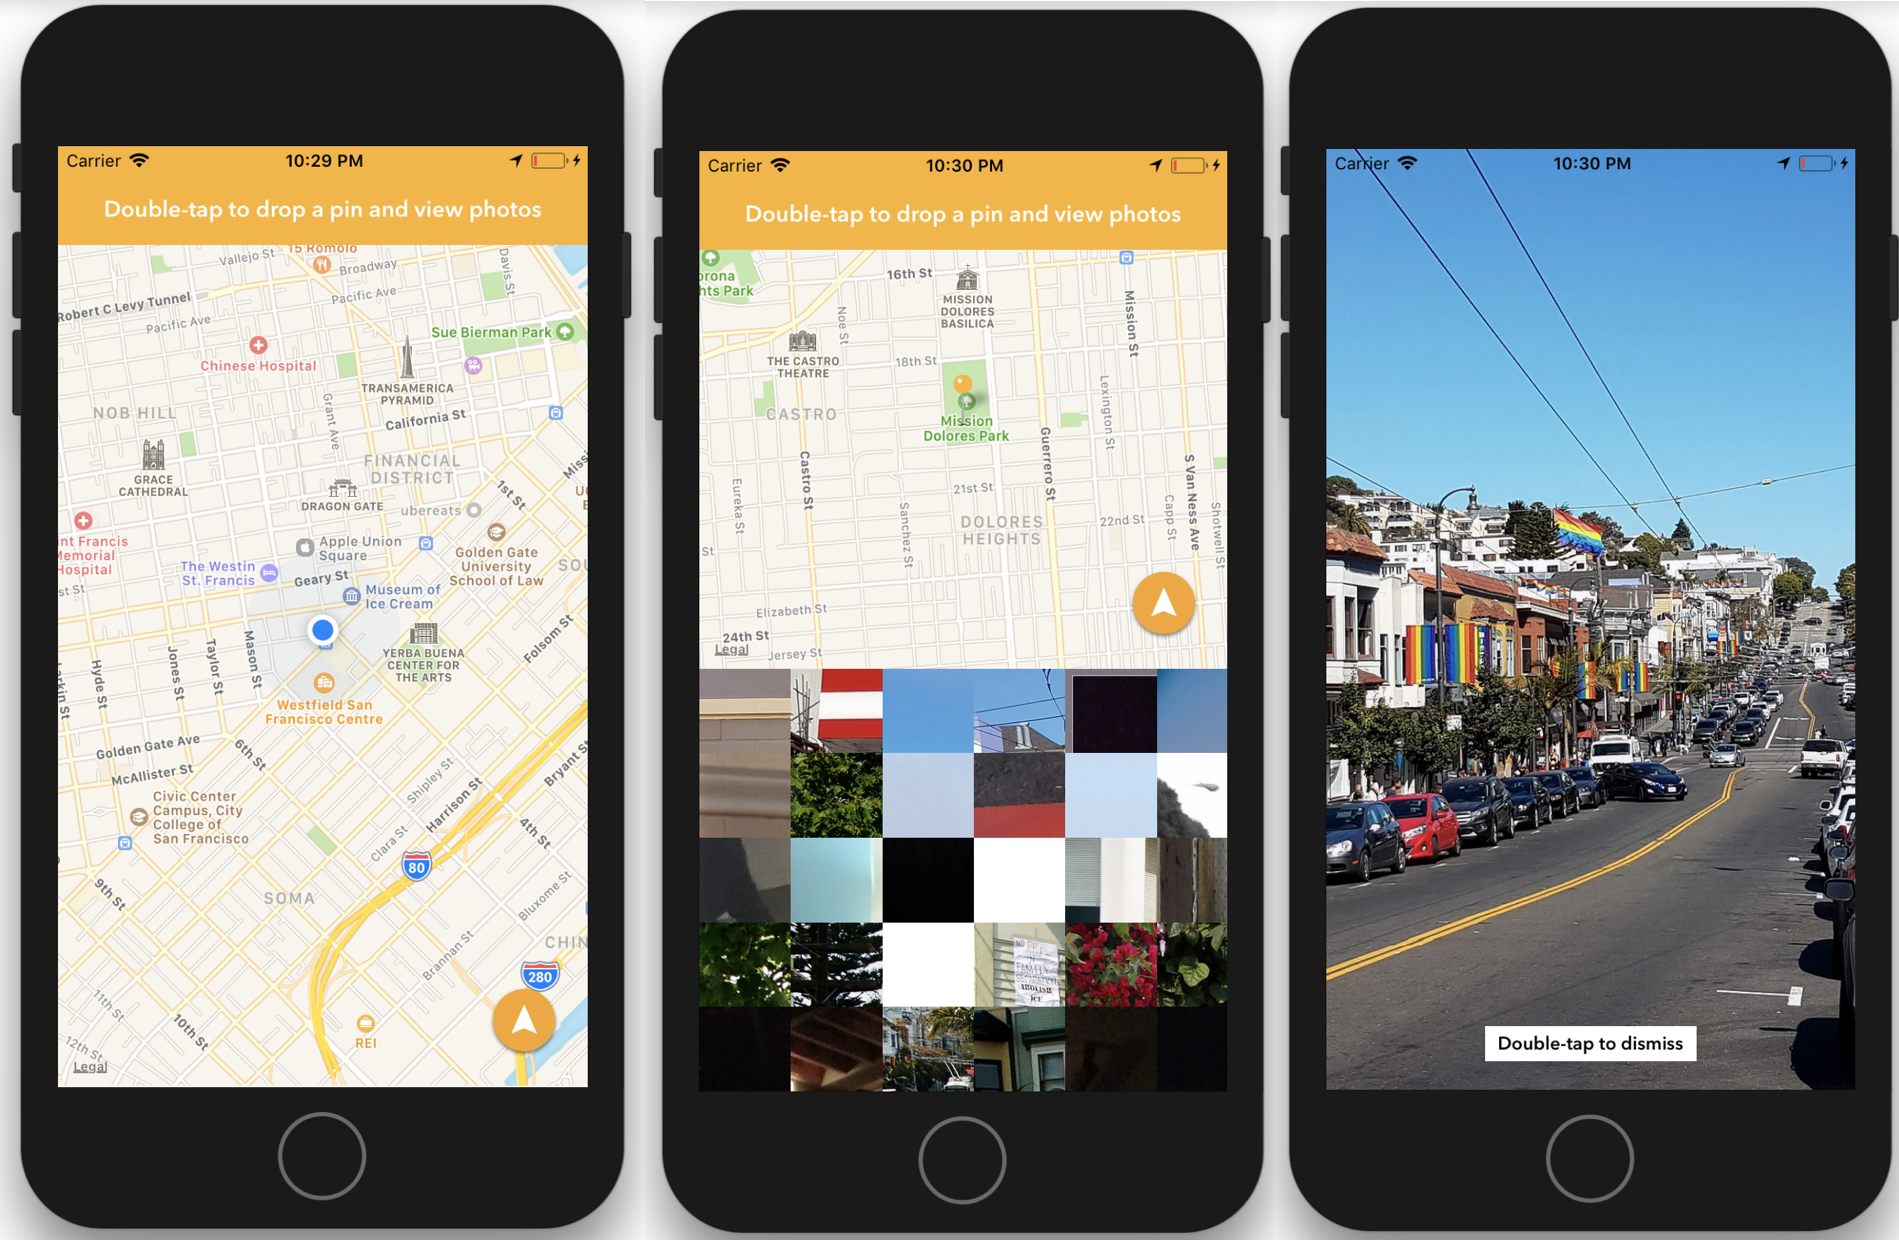 Carrier
10:29 PM
Double-tap to drop a pin and view photos
15 Romolo
Vallejo St
Broadway
Davis St
Pacific Ave
Robert C Levy Tunnel
Pacific Ave
Sue Bierman Park
Chinese Hospital
TRANSAMERICA
PYRAMID
NOB HILL
Grant Ave
California St
FINANCIAL
DISTRICT
GRACE
CATHEDRAL
DRAGON GATE
1st St
ubereats
Apple Union
Square
Golden Gate
University
School of Law
The Westin
St. Francis
Geary St
Museum of
Ice Cream
YERBA BUENA
CENTER FOR
THE ARTS
Folsom St
Mason St
Taylor St
Jones St
Hyde St
Westfield San
Francisco Centre
Golden Gate Ave
6th St
McAllister St
Shipley St
Harrison St
Bryant St
Civic Center
Campus, City
College of
San Francisco
Clara St
4th St
80
9th St
SOMA
Bluxome St
Brannan St
CHIN
280
11th St
10th St
REI
12th St
Legal
Carrier
10:30 PM
Double-tap to drop a pin and view photos
orona
hts Park
16th St
MISSION
DOLORES
BASILICA
Noe St
Mission St
THE CASTRO
THEATRE
18th St
CASTRO
Mission
Dolores Park
Lexington St
Guerrero St
Castro St
Eureka St
Sanchez St
21st St
DOLORES
HEIGHTS
22nd St
Capp St
S Van Ness Ave
Shotwell St
St
Elizabeth St
24th St
Legal
Jersey St
FAMILY
SEPARATION
ABOLISH
ICE
Carrier
10:30 PM
Double-tap to dismiss